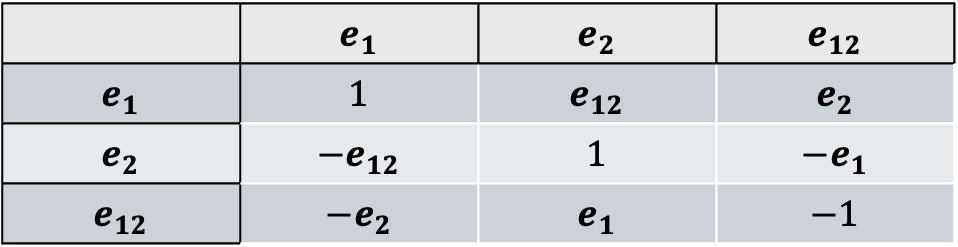 e₁ e₂ e₁₂
e₁ 1 e₁₂ e₂
e₂ −e₁₂ 1 −e₁
e₁₂ −e₂ e₁ −1